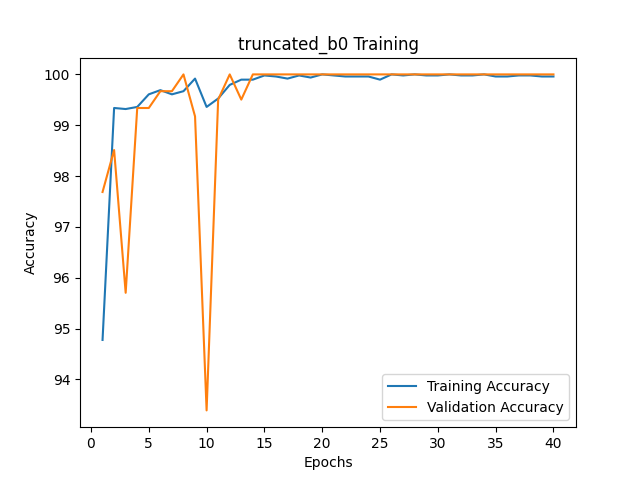 truncated_b0 Training
100
99
98
97
96
95
94
Accuracy
0 5 10 15 20 25 30 35 40
Epochs
Training Accuracy
Validation Accuracy